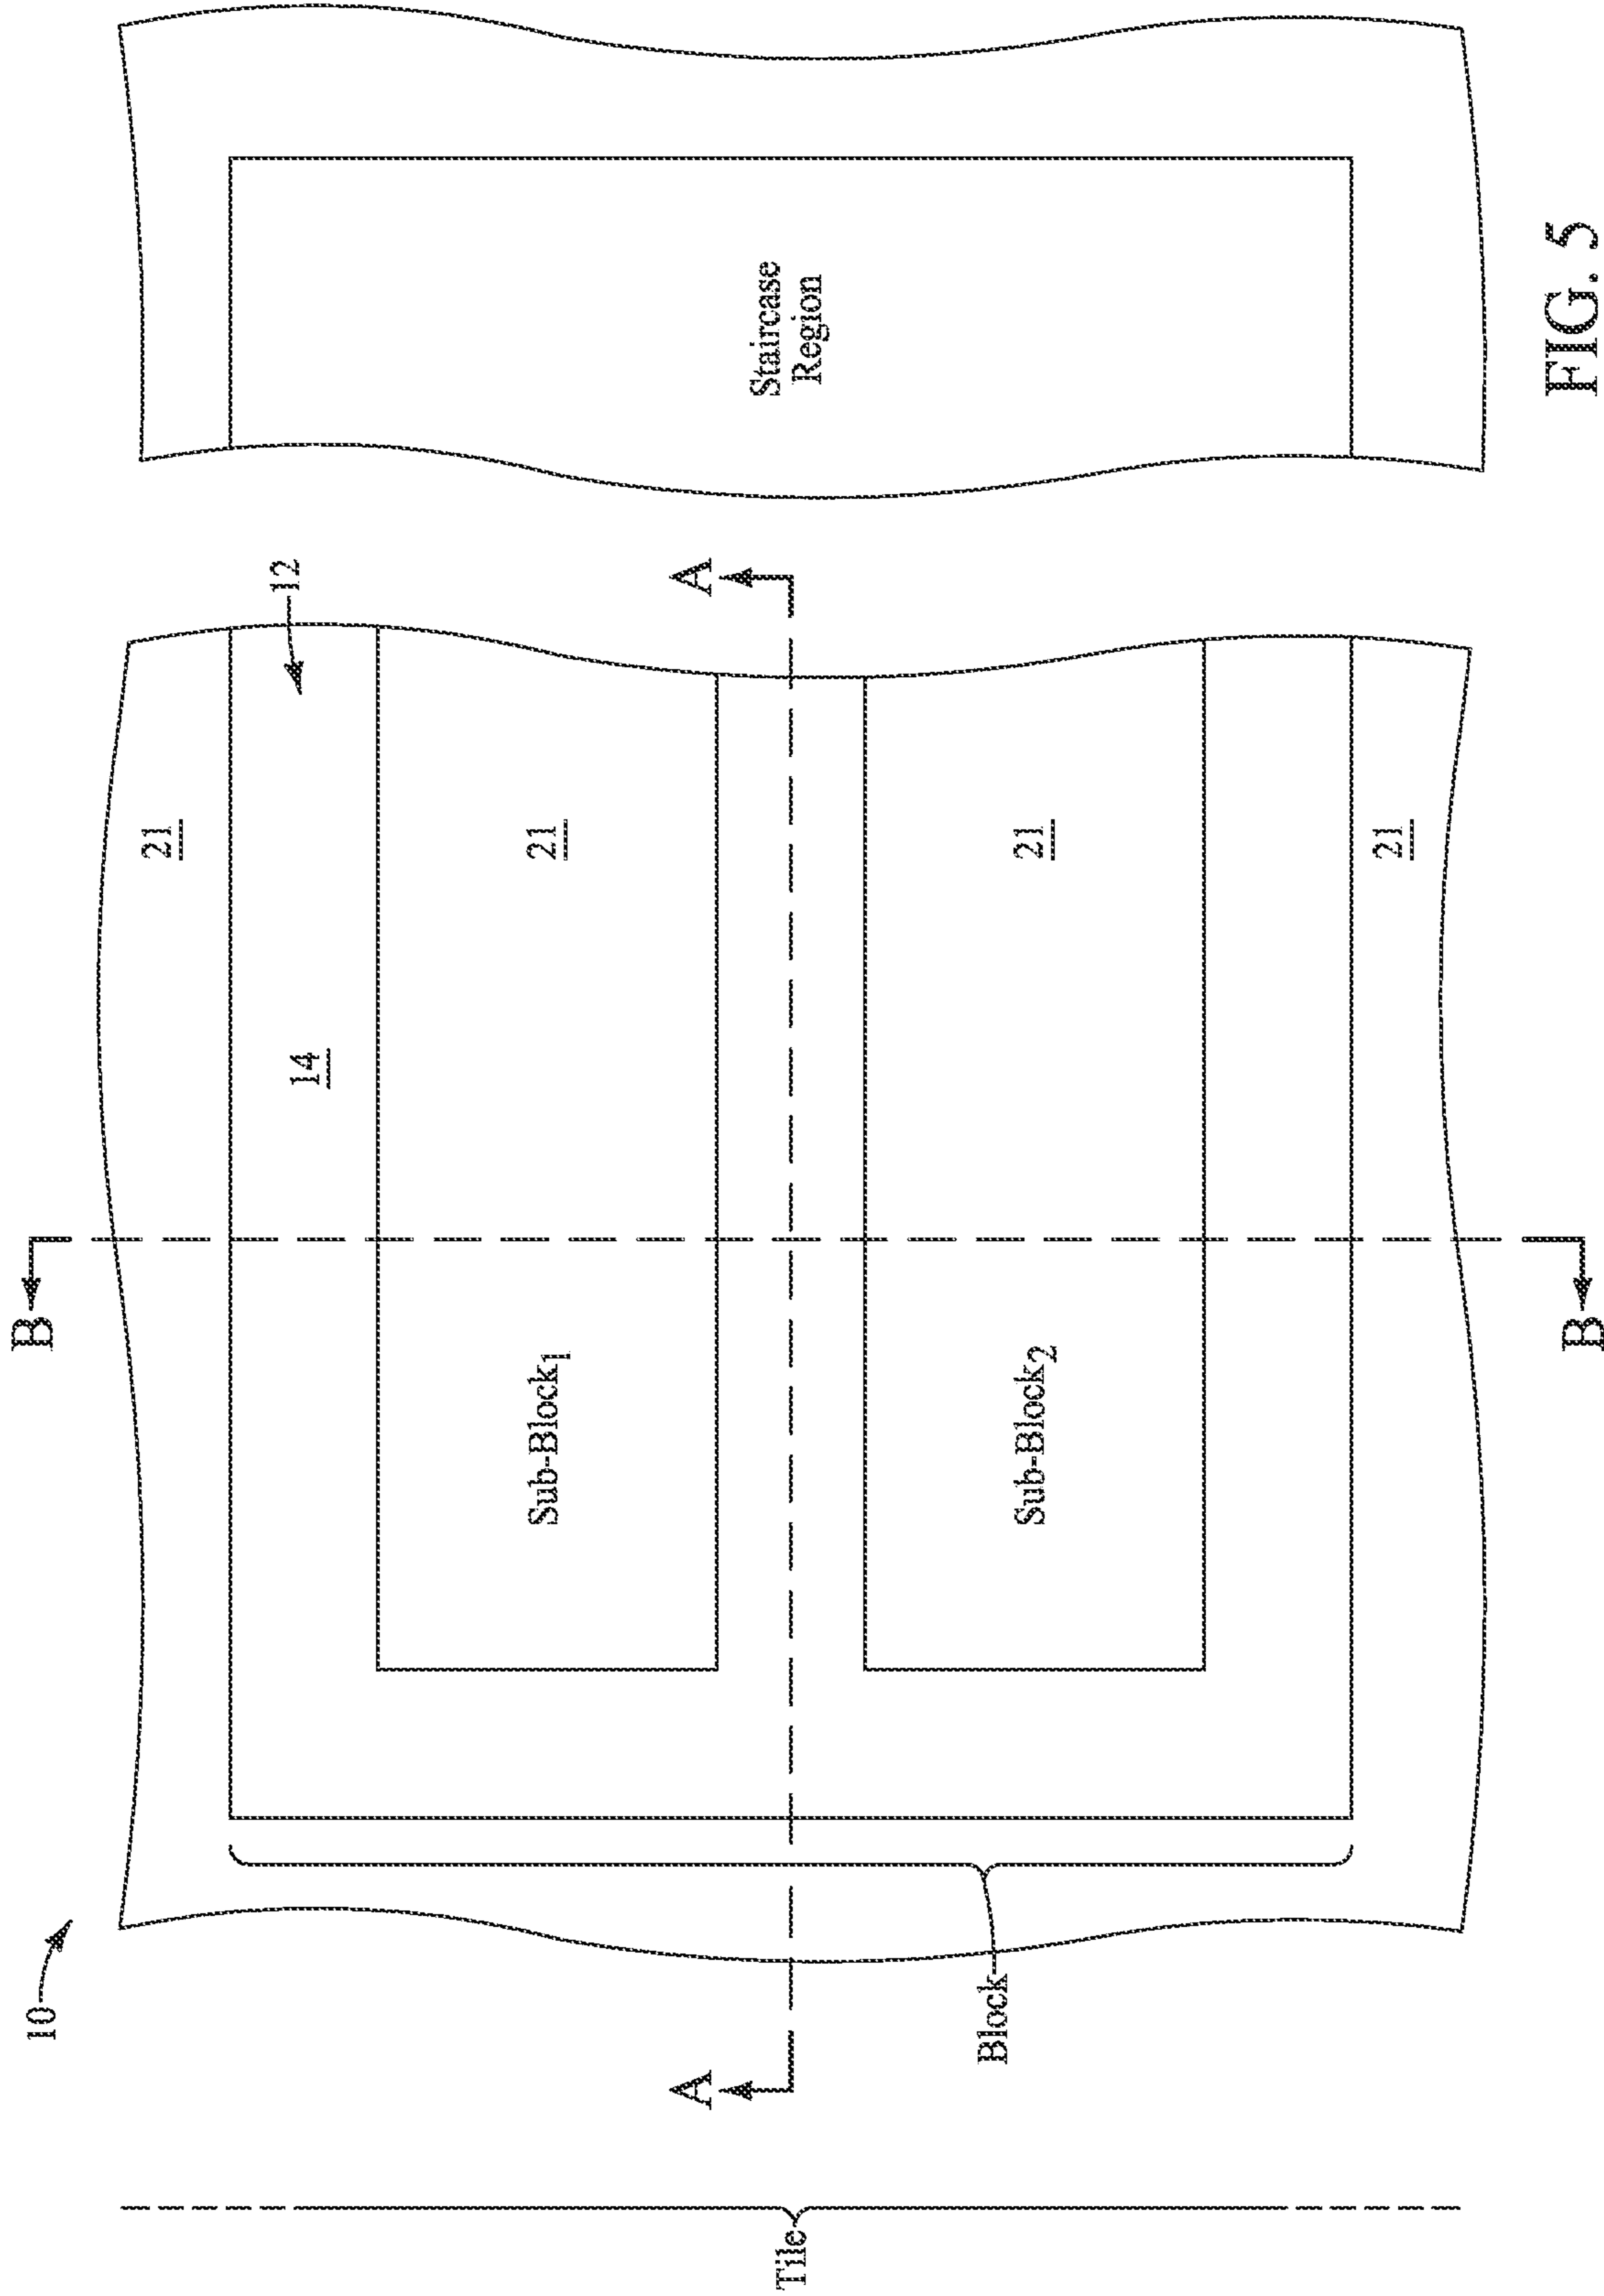 10
B
21
12
14
21
Sub-Block1
A
A
Staircase
Region
Tile
Block
Sub-Block2
21
21
B
FIG. 5